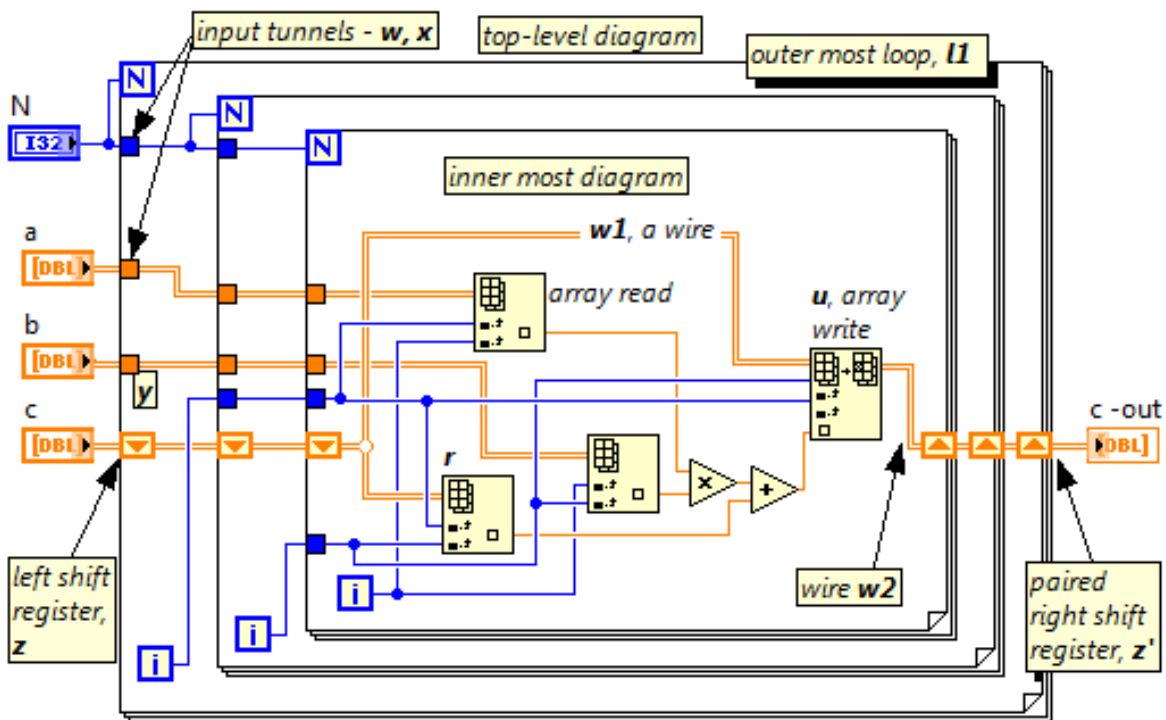 input tunnels - w, x
top-level diagram
outer most loop, l1
N
N
I32
N
N
inner most diagram
w1, a wire
a
[DBL]
array read
u, array
write
b
[DBL]
y
c
[DBL]
c -out
[DBL]
r
x
+
left shift
register,
z
i
i
i
wire w2
paired
right shift
register, z'